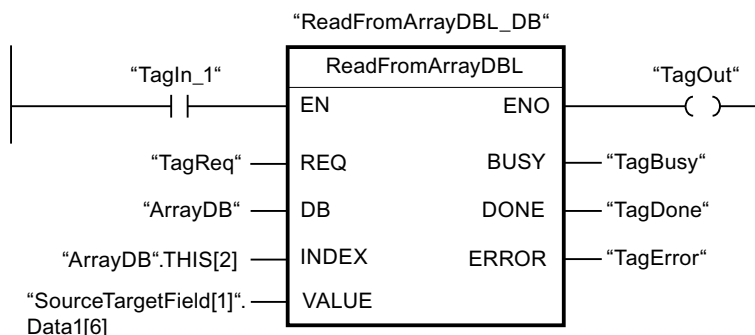 “ReadFromArrayDBL_DB“
“TagIn_1“
ReadFromArrayDBL
“TagOut“
EN
ENO
“TagReq“
REQ
BUSY
“TagBusy“
“ArrayDB“
DB
DONE
“TagDone“
“ArrayDB“.THIS[2]
INDEX
ERROR
“TagError“
“SourceTargetField[1]“.
Data1[6]
VALUE